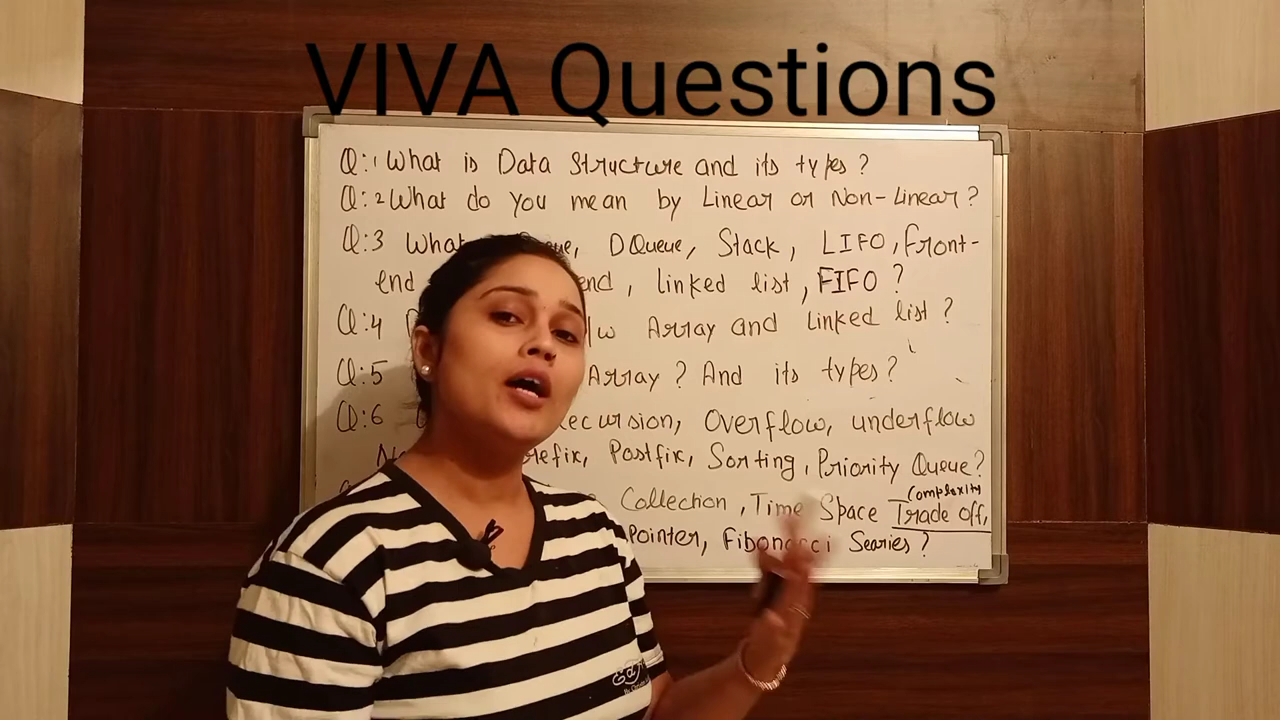 VIVA Questions
Q:1 What is Data Structure and its types ?
Q:2 What do you mean by Linear or Non-Linear ?
Q:3 What Queue, DQueue, Stack, LIFO, Front-
end end, linked list, FIFO ?
Q:4 b/w Array and Linked list ?
Q:5 Array ? And its types ?
Q:6 Recursion, Overflow, underflow
Prefix, Postfix, Sorting, Priority Queue?
Complexity
Collection, Time Space Trade Off,
Pointer, Fibonacci Searies ?